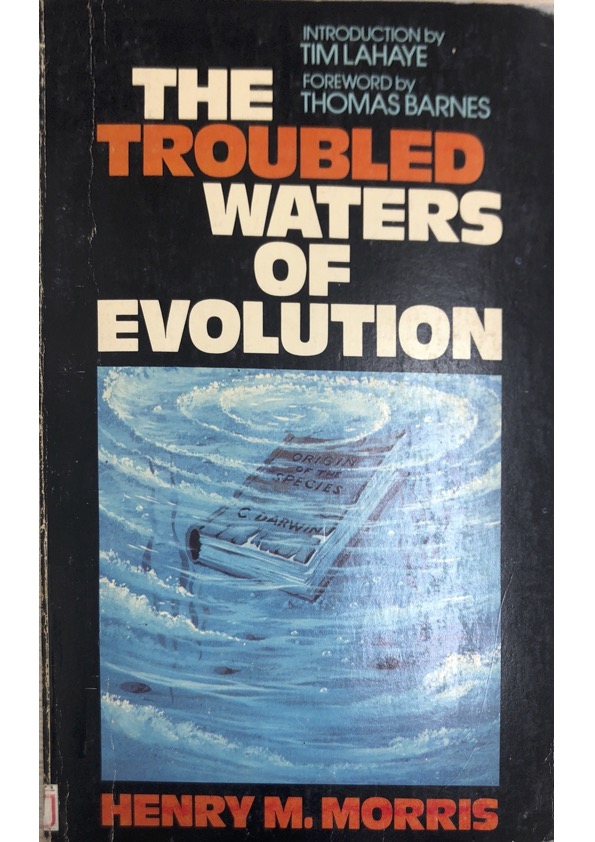 INTRODUCTION by
TIM LAHAYE
FOREWORD by
THOMAS BARNES
THE
TROUBLED
WATERS
OF
EVOLUTION
ORIGIN
OF THE
SPECIES
C. DARWIN
HENRY M. MORRIS